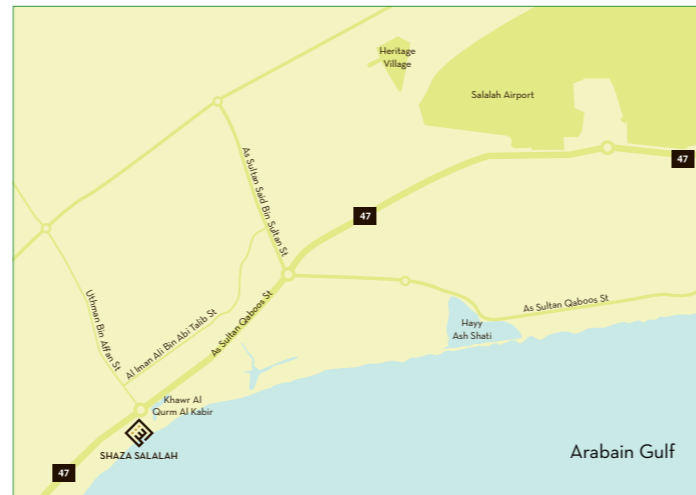 Heritage
Village
Salalah Airport
47
As Sultan Said Bin Sultan St
47
Uthman Bin Affan St
Al Iman Ali Bin Abi Talib St
As Sultan Qaboos St
As Sultan Qaboos St
Hayy
Ash Shati
Khawr Al
Qurm Al Kabir
SHAZA SALALAH
Arabain Gulf
47